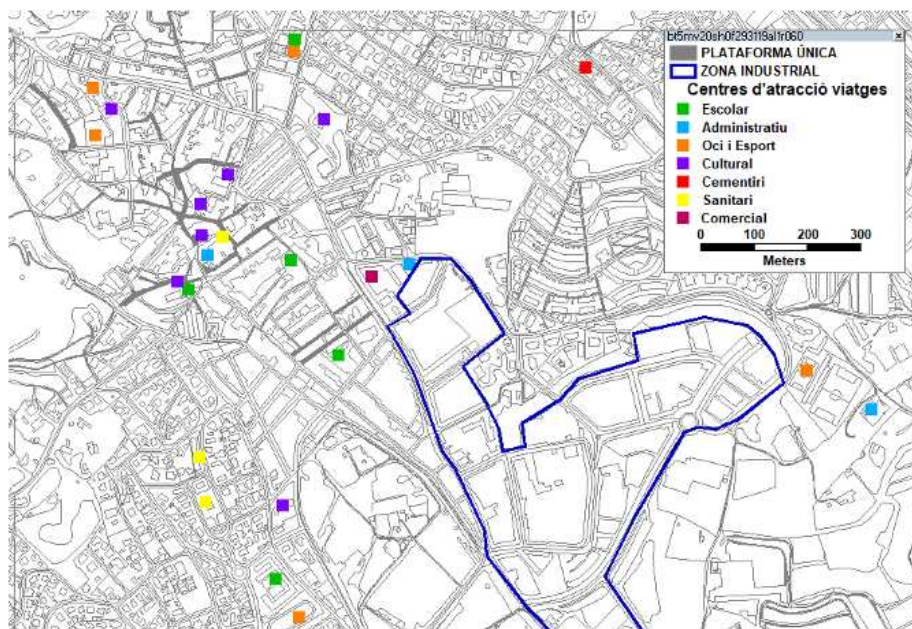 PLATAFORMA ÚNICA
ZONA INDUSTRIAL
Centres d'atracció viatges
Escolar
Administratiu
Oci i Esport
Cultural
Cementiri
Sanitari
Comercial
0 100 200 300
Meters